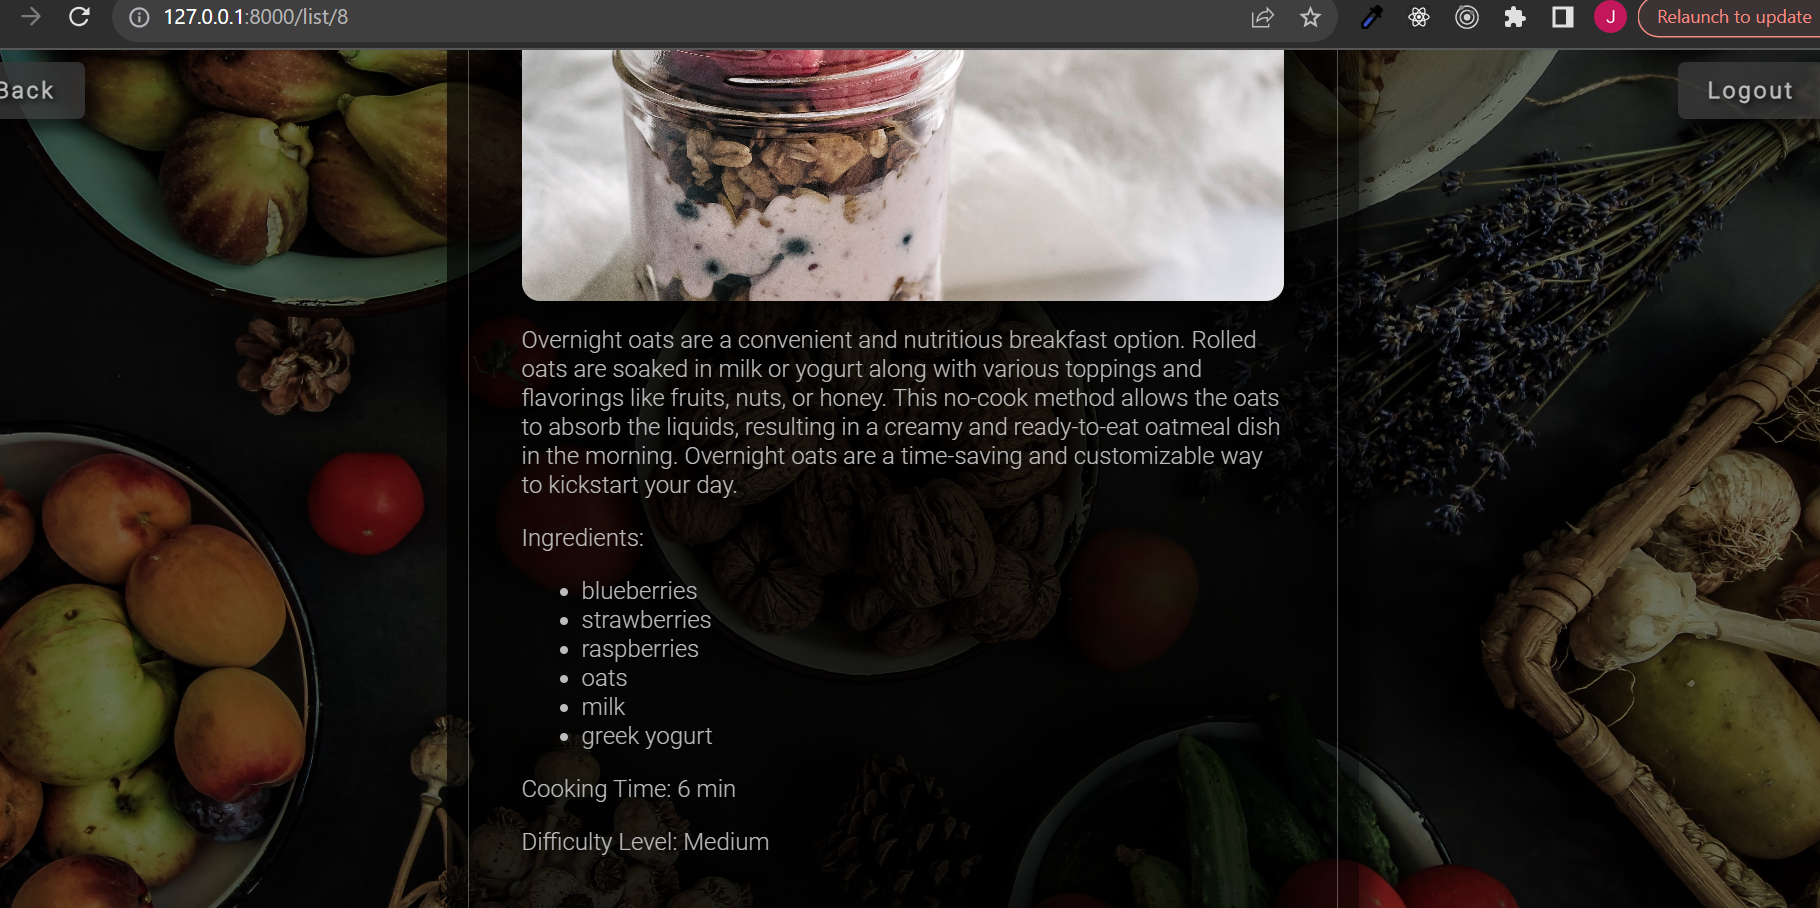 127.0.0.1:8000/list/8
J
Relaunch to update
Back
Logout
Overnight oats are a convenient and nutritious breakfast option. Rolled
oats are soaked in milk or yogurt along with various toppings and
flavorings like fruits, nuts, or honey. This no-cook method allows the oats
to absorb the liquids, resulting in a creamy and ready-to-eat oatmeal dish
in the morning. Overnight oats are a time-saving and customizable way
to kickstart your day.
Ingredients:
• blueberries
• strawberries
• raspberries
• oats
• milk
• greek yogurt
Cooking Time: 6 min
Difficulty Level: Medium